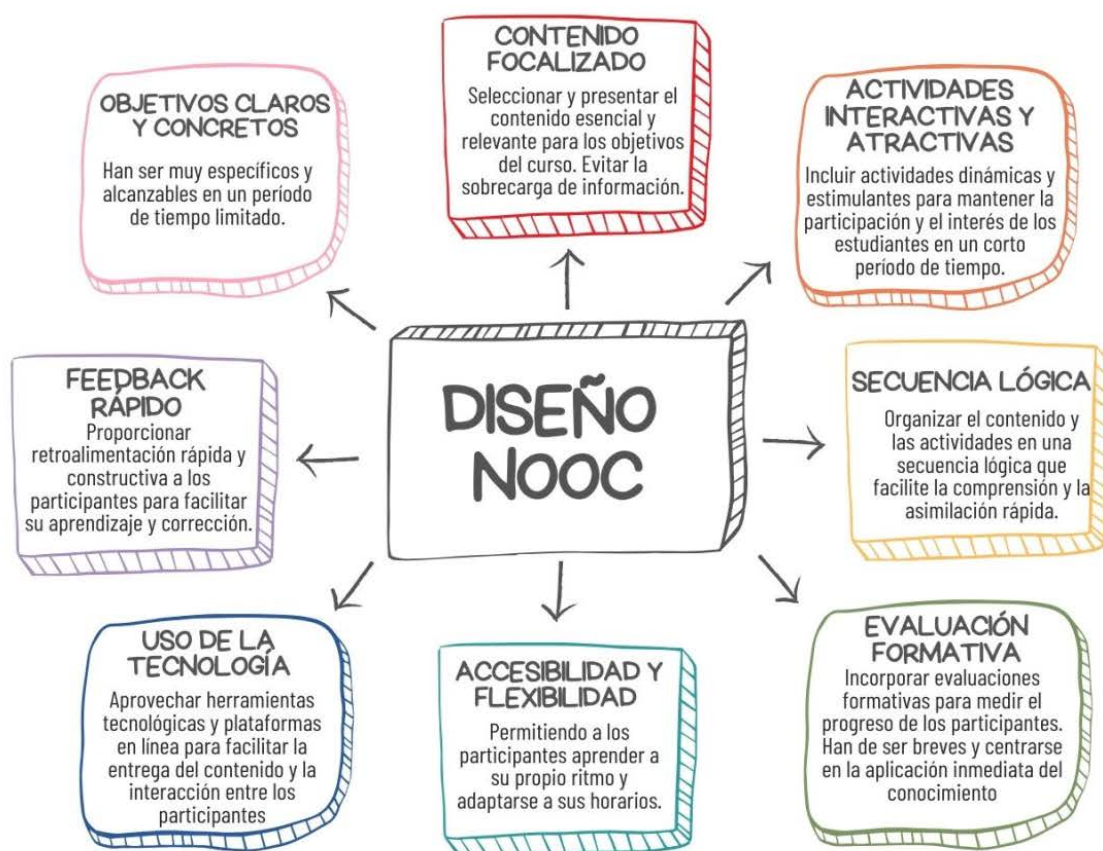 CONTENIDO
FOCALIZADO
Seleccionar y presentar el
contenido esencial y
relevante para los objetivos
del curso. Evitar la
sobrecarga de información.
OBJETIVOS CLAROS
Y CONCRETOS
Han ser muy específicos y
alcanzables en un período
de tiempo limitado.
ACTIVIDADES
INTERACTIVAS Y
ATRACTIVAS
Incluir actividades dinámicas y
estimulantes para mantener la
participación y el interés de los
estudiantes en un corto
período de tiempo.
FEEDBACK
RÁPIDO
Proporcionar
retroalimentación rápida y
constructiva a los
participantes para facilitar
su aprendizaje y corrección.
DISEÑO
NOOC
SECUENCIA LÓGICA
Organizar el contenido y
las actividades en una
secuencia lógica que
facilite la comprensión y la
asimilación rápida.
USO DE LA
TECNOLOGÍA
Aprovechar herramientas
tecnológicas y plataformas
en línea para facilitar la
entrega del contenido y la
interacción entre los
participantes
ACCESIBILIDAD Y
FLEXIBILIDAD
Permitiendo a los
participantes aprender a
su propio ritmo y
adaptarse a sus horarios.
EVALUACIÓN
FORMATIVA
Incorporar evaluaciones
formativas para medir el
progreso de los participantes.
Han de ser breves y centrarse
en la aplicación inmediata del
conocimiento